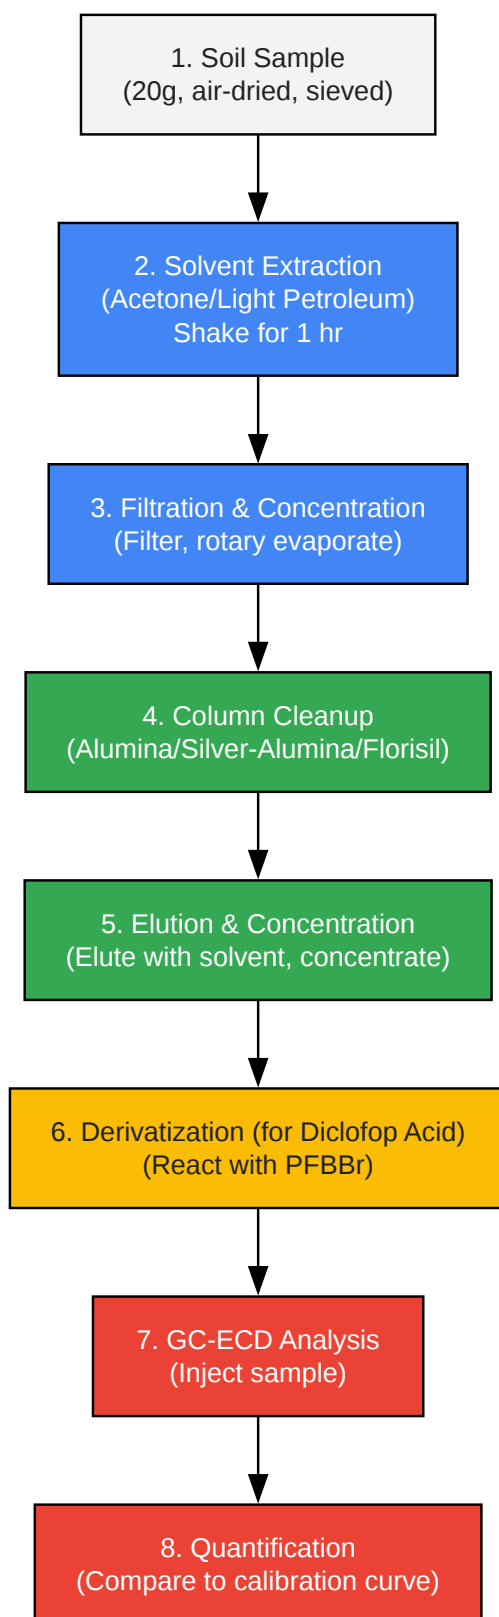 1. Soil Sample
(20g, air-dried, sieved)
2. Solvent Extraction
(Acetone/Light Petroleum)
Shake for 1 hr
3. Filtration & Concentration
(Filter, rotary evaporate)
4. Column Cleanup
(Alumina/Silver-Alumina/Florisil)
5. Elution & Concentration
(Elute with solvent, concentrate)
6. Derivatization (for Diclofop Acid)
(React with PFBBr)
7. GC-ECD Analysis
(Inject sample)
8. Quantification
(Compare to calibration curve)